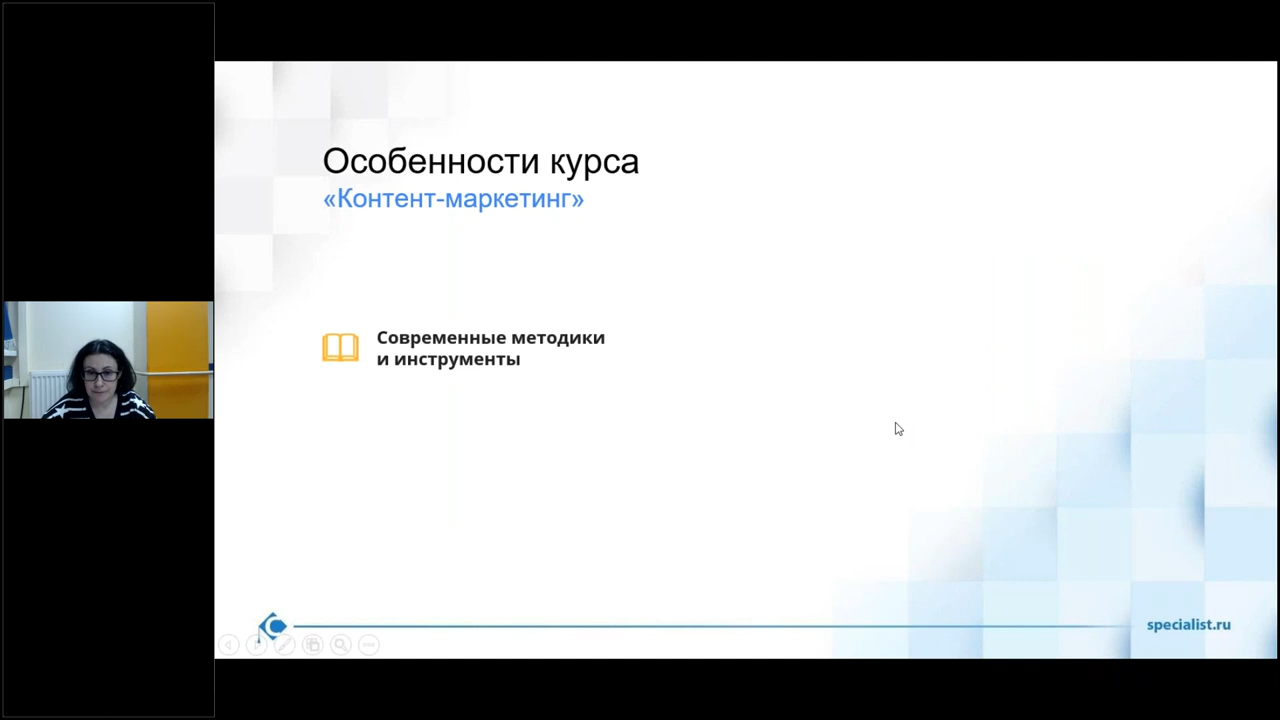 Особенности курса
«Контент-маркетинг»
Современные методики
и инструменты
specialist.ru